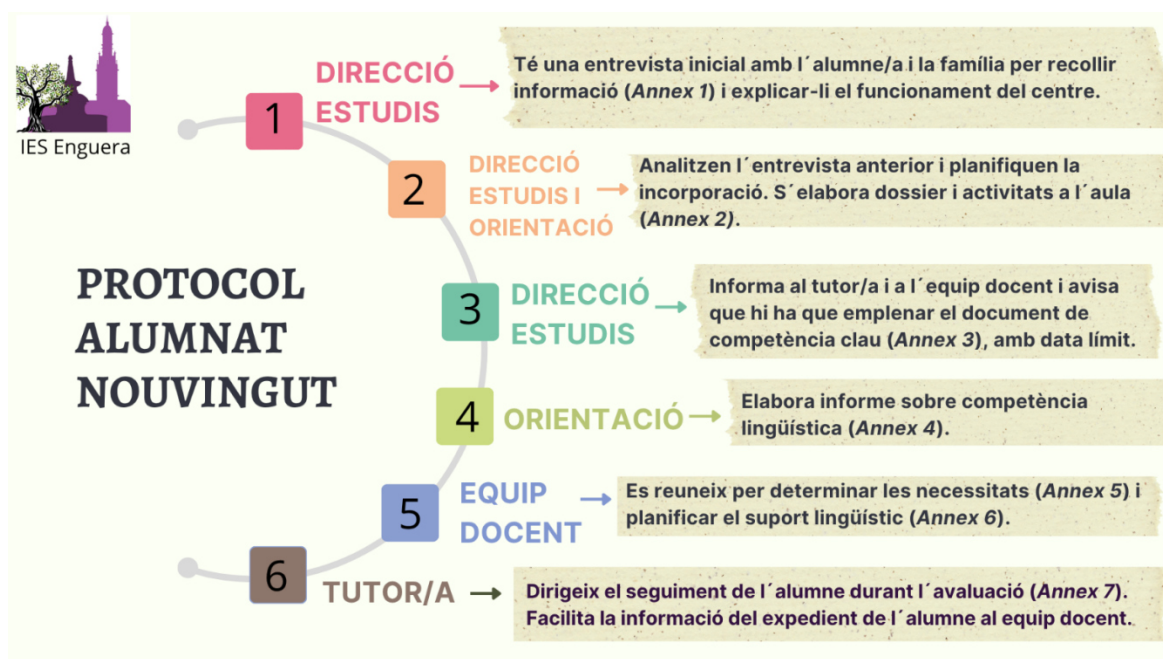 IES Enguera
PROTOCOL
ALUMNAT
NOUVINGUT
1
DIRECCIÓ
ESTUDIS
Té una entrevista inicial amb l´alumne/a i la família per recollir
informació (Annex 1) i explicar-li el funcionament del centre.
2
DIRECCIÓ
ESTUDIS I
ORIENTACIÓ
Analitzen l´entrevista anterior i planifiquen la
incorporació. S´elabora dossier i activitats a l´aula
(Annex 2).
3
DIRECCIÓ
ESTUDIS
Informa al tutor/a i a l´equip docent i avisa
que hi ha que emplenar el document de
competència clau (Annex 3), amb data límit.
4
ORIENTACIÓ
Elabora informe sobre competència
lingüística (Annex 4).
5
EQUIP
DOCENT
Es reuneix per determinar les necessitats (Annex 5) i
planificar el suport lingüístic (Annex 6).
6
TUTOR/A
Dirigeix el seguiment de l´alumne durant l´avaluació (Annex 7).
Facilita la informació del expedient de l´alumne al equip docent.